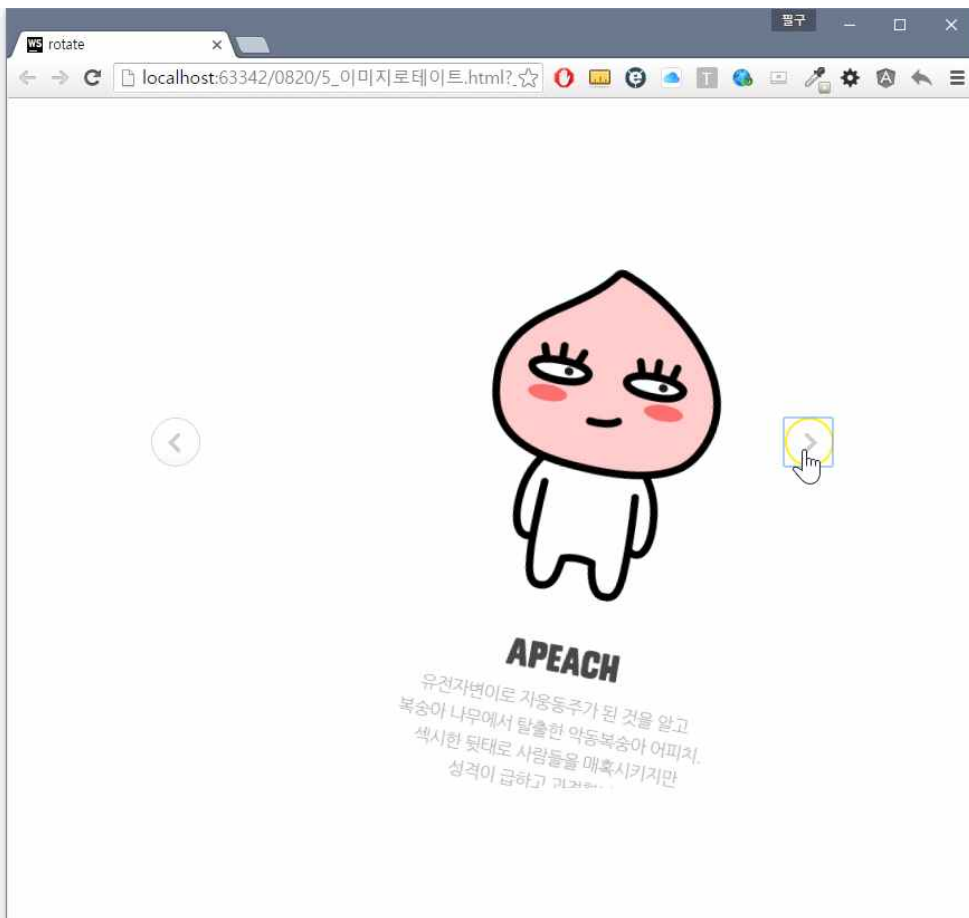 필구
WS rotate
localhost:63342/0820/5_이미지로테이트.html?_
APEACH
유전자변이로 자웅동주가 된 것을 알고
복숭아 나무에서 탈출한 악동복숭아 어피치.
섹시한 뒷태로 사람들을 매혹시키지만
성격이 급하고